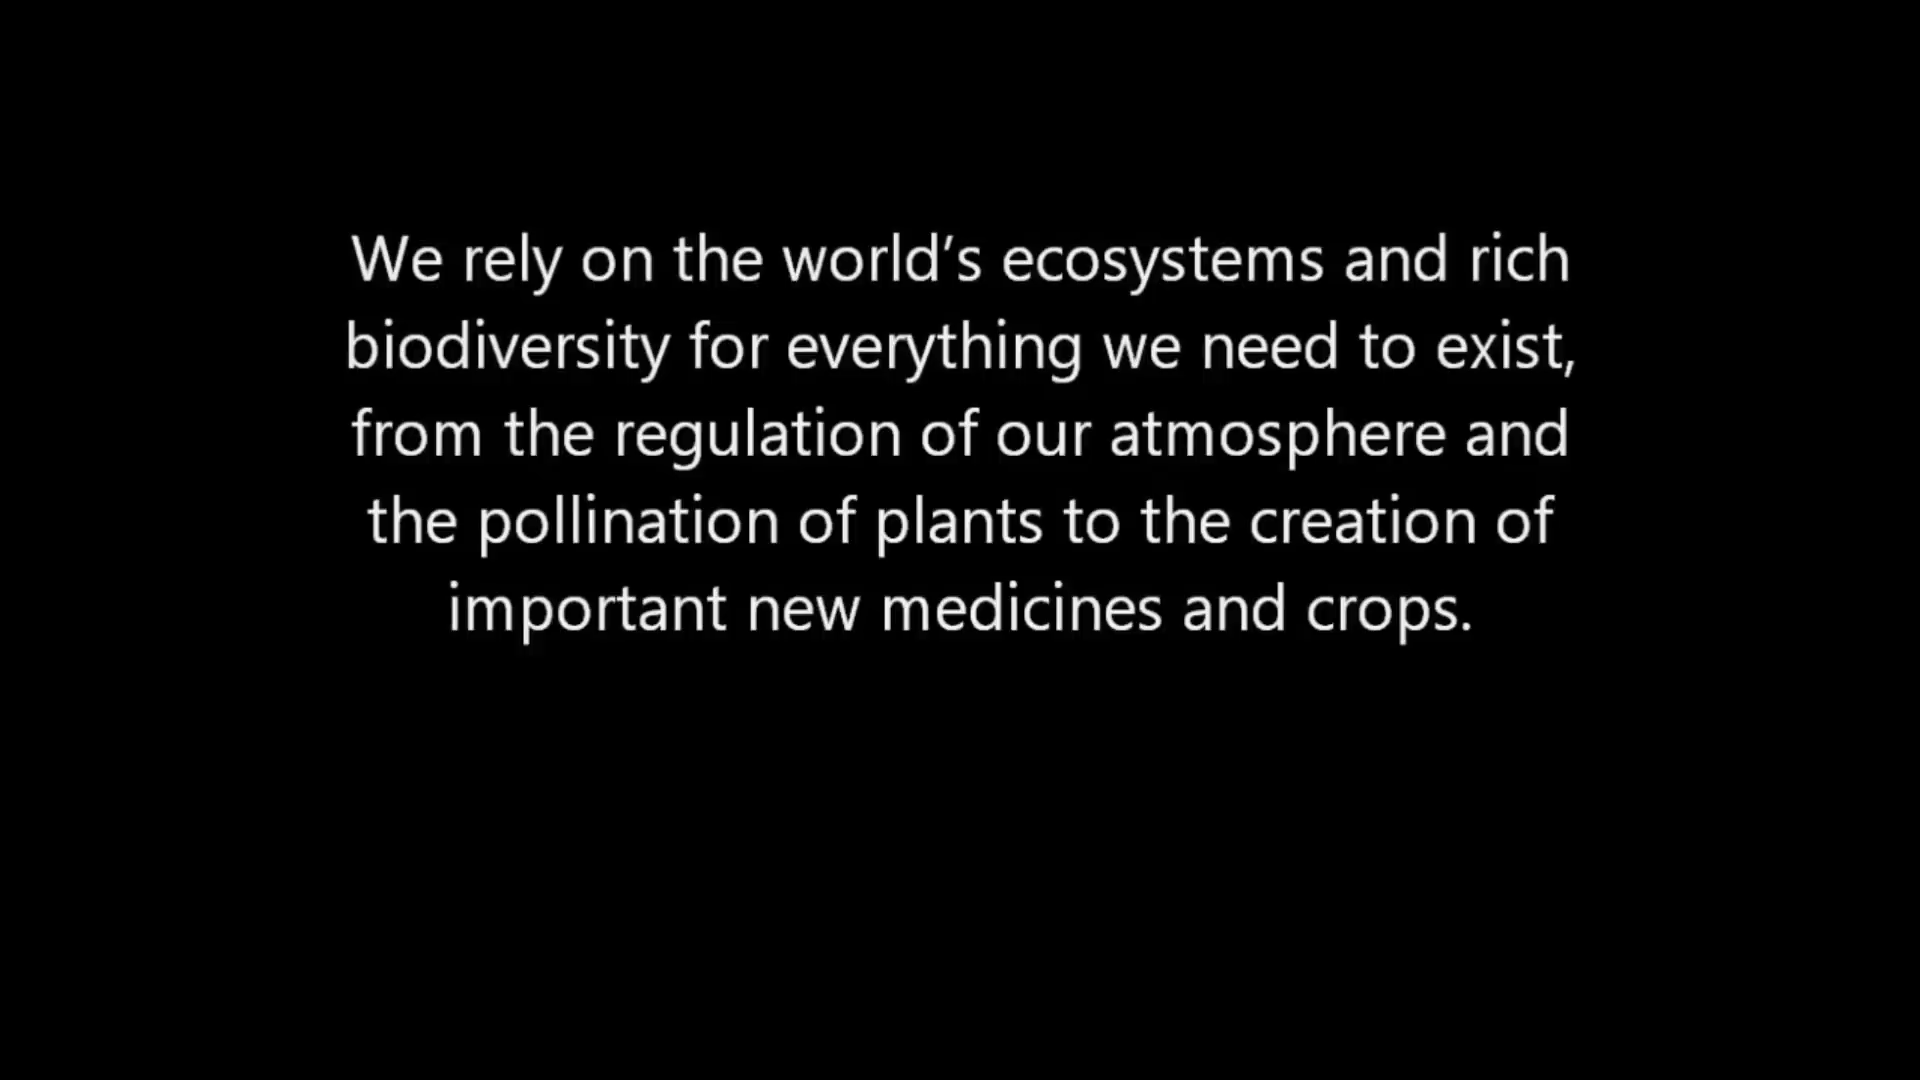 We rely on the world’s ecosystems and rich
biodiversity for everything we need to exist,
from the regulation of our atmosphere and
the pollination of plants to the creation of
important new medicines and crops.